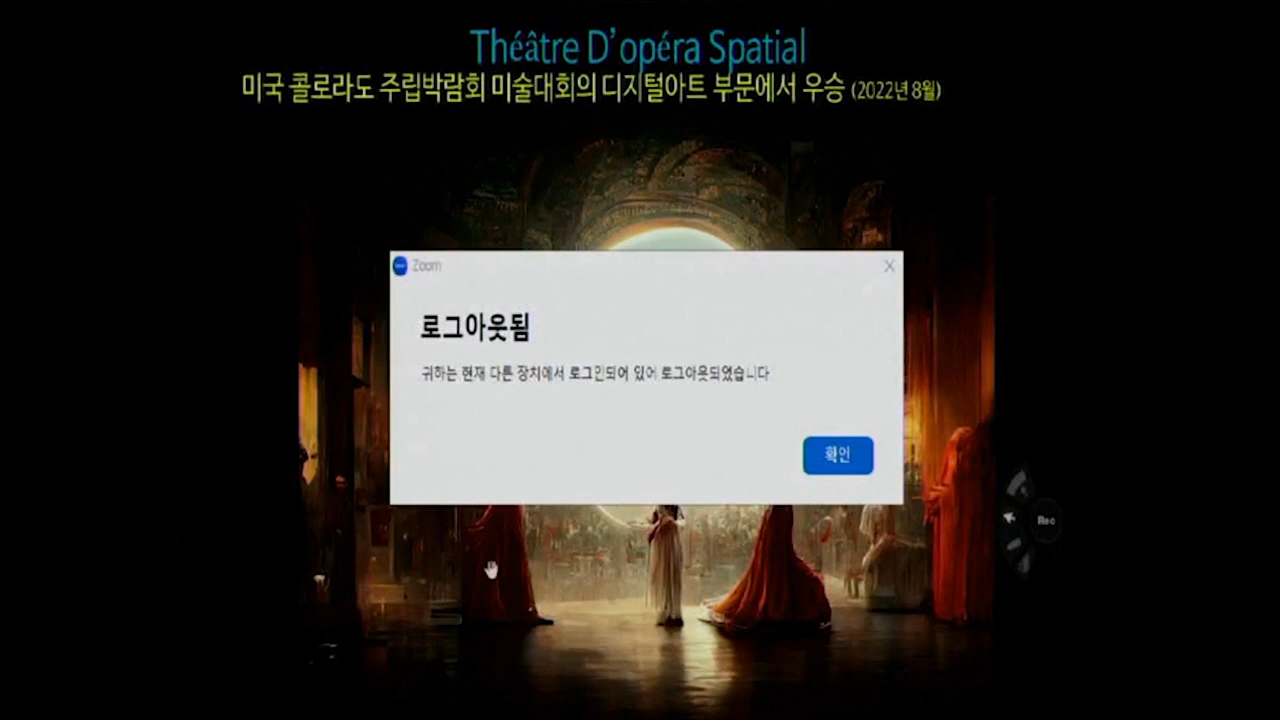 Théâtre D’opéra Spatial
미국 콜로라도 주립박람회 미술대회의 디지털아트 부문에서 우승 (2022년 8월)
Zoom
로그아웃됨
귀하는 현재 다른 장치에서 로그인되어 있어 로그아웃되었습니다
확인
Rec